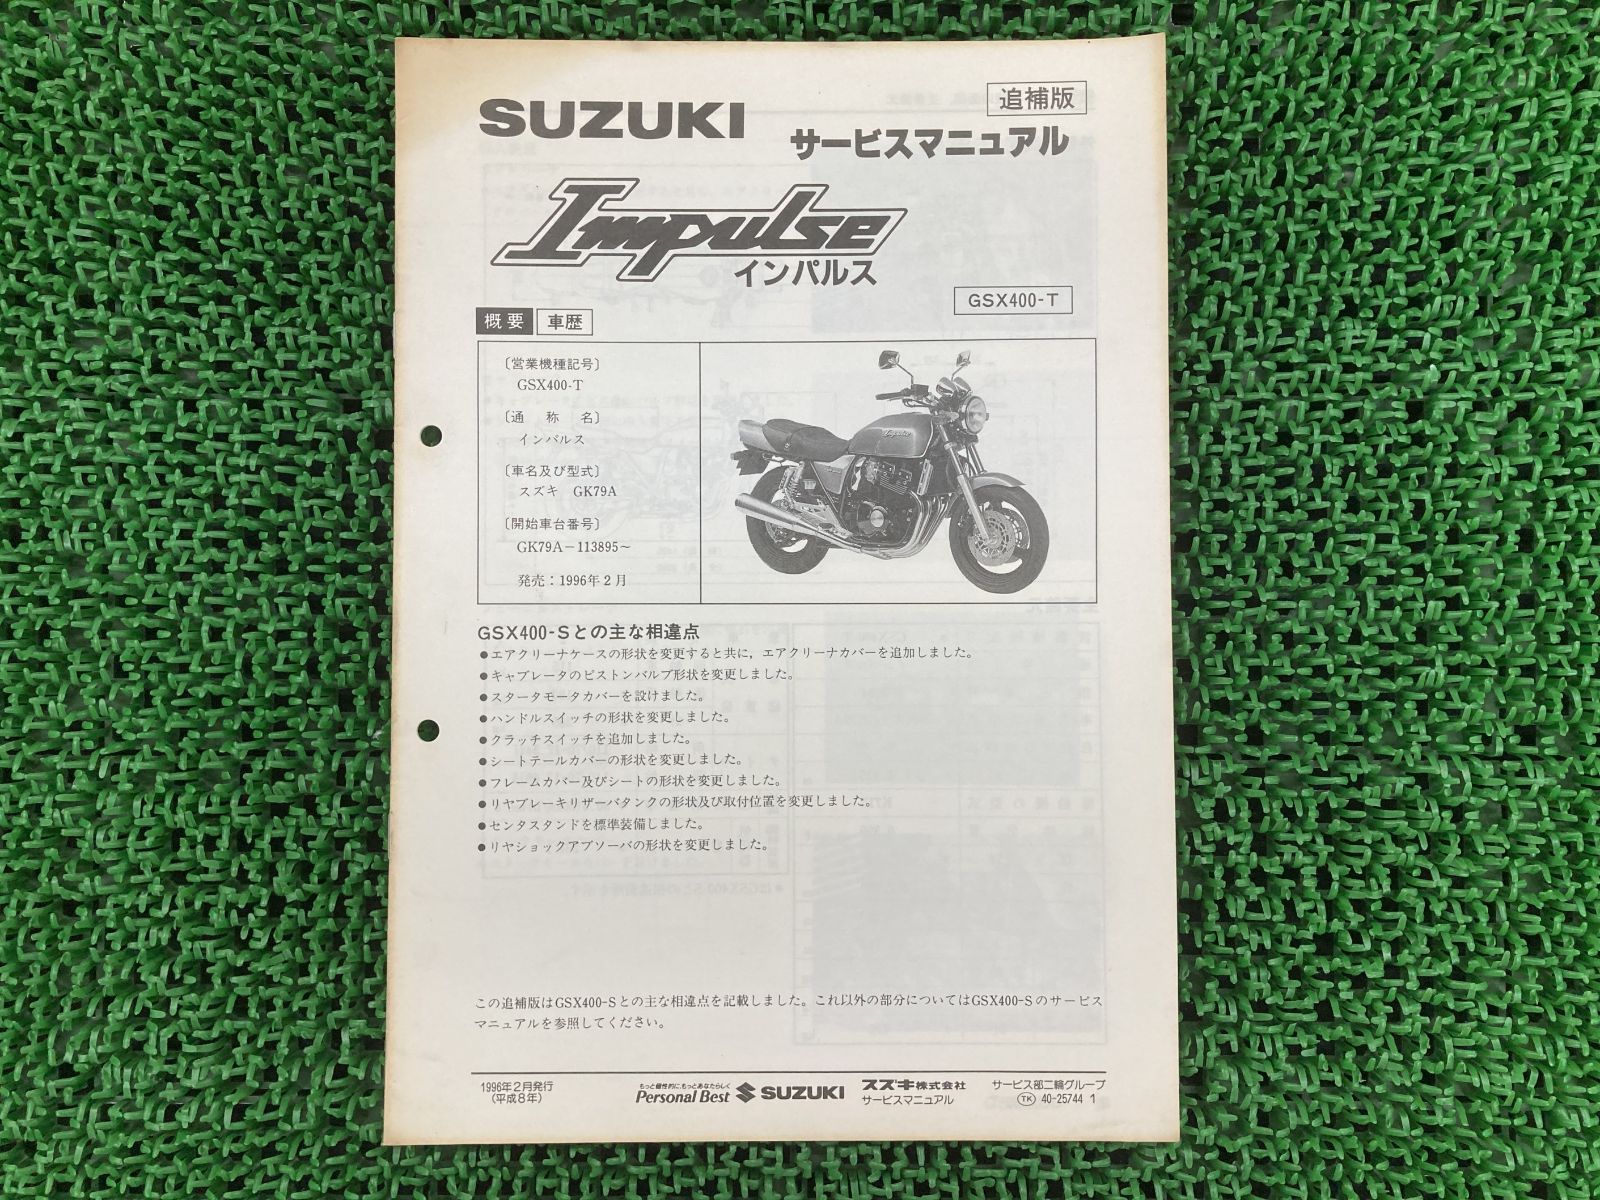 追補版
SUZUKI
サービスマニュアル
Impulse
インパルス
GSX400-T
概要 車歴
〔営業機種記号〕
GSX400-T
〔通 称 名〕
インパルス
〔車名及び型式〕
スズキ GK79A
〔開始車台番号〕
GK79A-113895～
発売：1996年2月
Impulse
GSX400-Sとの主な相違点
●エアクリーナケースの形状を変更すると共に，エアクリーナカバーを追加しました。
●キャブレータのピストンバルブ形状を変更しました。
●スタータモータカバーを設けました。
●ハンドルスイッチの形状を変更しました。
●クラッチスイッチを追加しました。
●シートテールカバーの形状を変更しました。
●フレームカバー及びシートの形状を変更しました。
●リヤブレーキリザーバタンクの形状及び取付位置を変更しました。
●センタスタンドを標準装備しました。
●リヤショックアブソーバの形状を変更しました。
この追補版はGSX400-Sとの主な相違点を記載しました。これ以外の部分についてはGSX400-Sのサービス
マニュアルを参照してください。
1996年2月発行
(平成8年)
もっと個性的に、もっとあなたらしく
Personal Best SUZUKI
スズキ株式会社
サービスマニュアル
サービス部二輪グループ
TK 40-25744 1